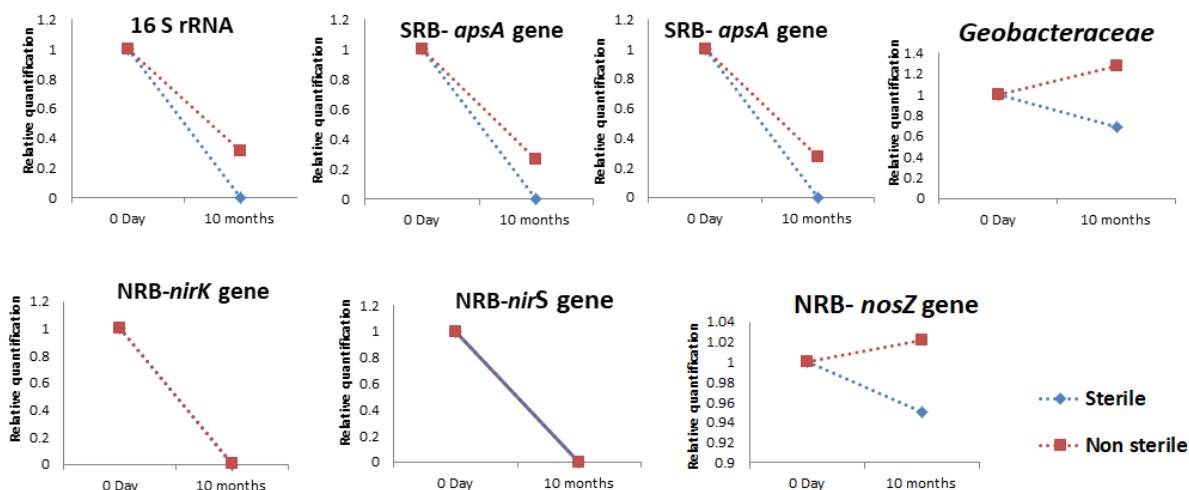 16 S rRNA
Relative quantification
1.2
1
0.8
0.6
0.4
0.2
0
0 Day
10 months
SRB- apsA gene
Relative quantification
1.2
1
0.8
0.6
0.4
0.2
0
0 Day
10 months
SRB- apsA gene
Relative quantification
1.2
1
0.8
0.6
0.4
0.2
0
0 Day
10 months
Geobacteraceae
Relative quantification
1.4
1.2
1
0.8
0.6
0.4
0.2
0
0 Day
10 months
NRB-nirK gene
Relative quantification
1.2
1
0.8
0.6
0.4
0.2
0
0 Day
10 months
NRB-nirS gene
Relative quantification
1.2
1
0.8
0.6
0.4
0.2
0
0 Day
10 months
NRB- nosZ gene
Relative quantification
1.04
1.02
1
0.98
0.96
0.94
0.92
0.9
0 Day
10 months
Sterile
Non sterile